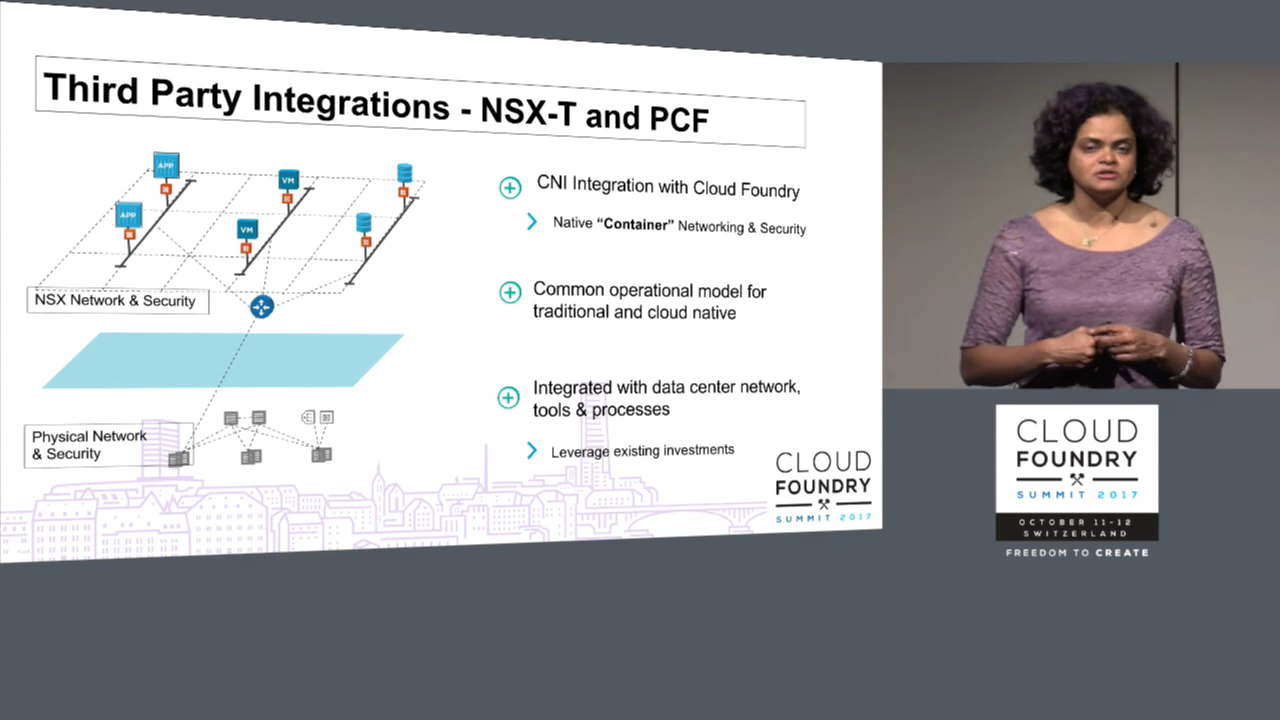 Third Party Integrations - NSX-T and PCF
APP
VM
APP
VM
NSX Network & Security
Physical Network
& Security
CNI Integration with Cloud Foundry
Native “Container” Networking & Security
Common operational model for
traditional and cloud native
Integrated with data center network,
tools & processes
Leverage existing investments
CLOUD
FOUNDRY
SUMMIT 2017
CLOUD
FOUNDRY
SUMMIT 2017
OCTOBER 11-12
SWITZERLAND
FREEDOM TO CREATE